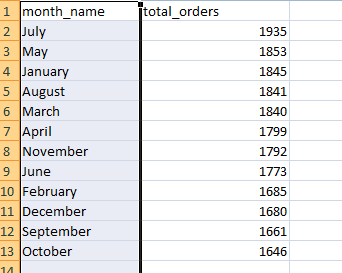 1 month_name total_orders
2 July 1935
3 May 1853
4 January 1845
5 August 1841
6 March 1840
7 April 1799
8 November 1792
9 June 1773
10 February 1685
11 December 1680
12 September 1661
13 October 1646
14